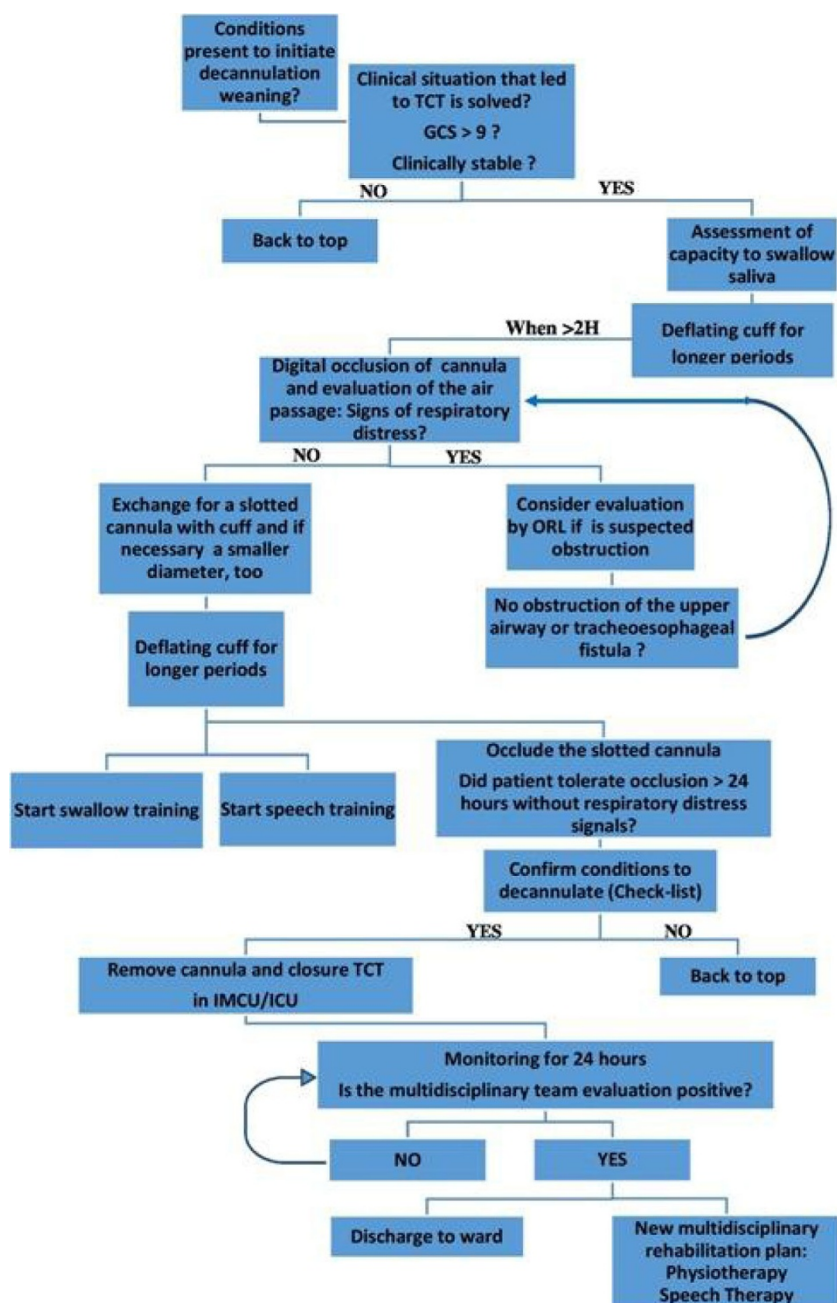 Conditions
present to initiate
decannulation
weaning?
Clinical situation that led
to TCT is solved?
GCS > 9 ?
Clinically stable ?
NO
YES
Back to top
Assessment of
capacity to swallow
saliva
When >2H
Deflating cuff for
longer periods
Digital occlusion of cannula
and evaluation of the air
passage: Signs of respiratory
distress?
NO
YES
Exchange for a slotted
cannula with cuff and if
necessary a smaller
diameter, too
Consider evaluation
by ORL if is suspected
obstruction
No obstruction of the upper
airway or tracheoesophageal
fistula ?
Deflating cuff for
longer periods
Start swallow training
Start speech training
Occlude the slotted cannula
Did patient tolerate occlusion > 24
hours without respiratory distress
signals?
Confirm conditions to
decannulate (Check-list)
YES
NO
Remove cannula and closure TCT
in IMCU/ICU
Back to top
Monitoring for 24 hours
Is the multidisciplinary team evaluation positive?
NO
YES
Discharge to ward
New multidisciplinary
rehabilitation plan:
Physiotherapy
Speech Therapy